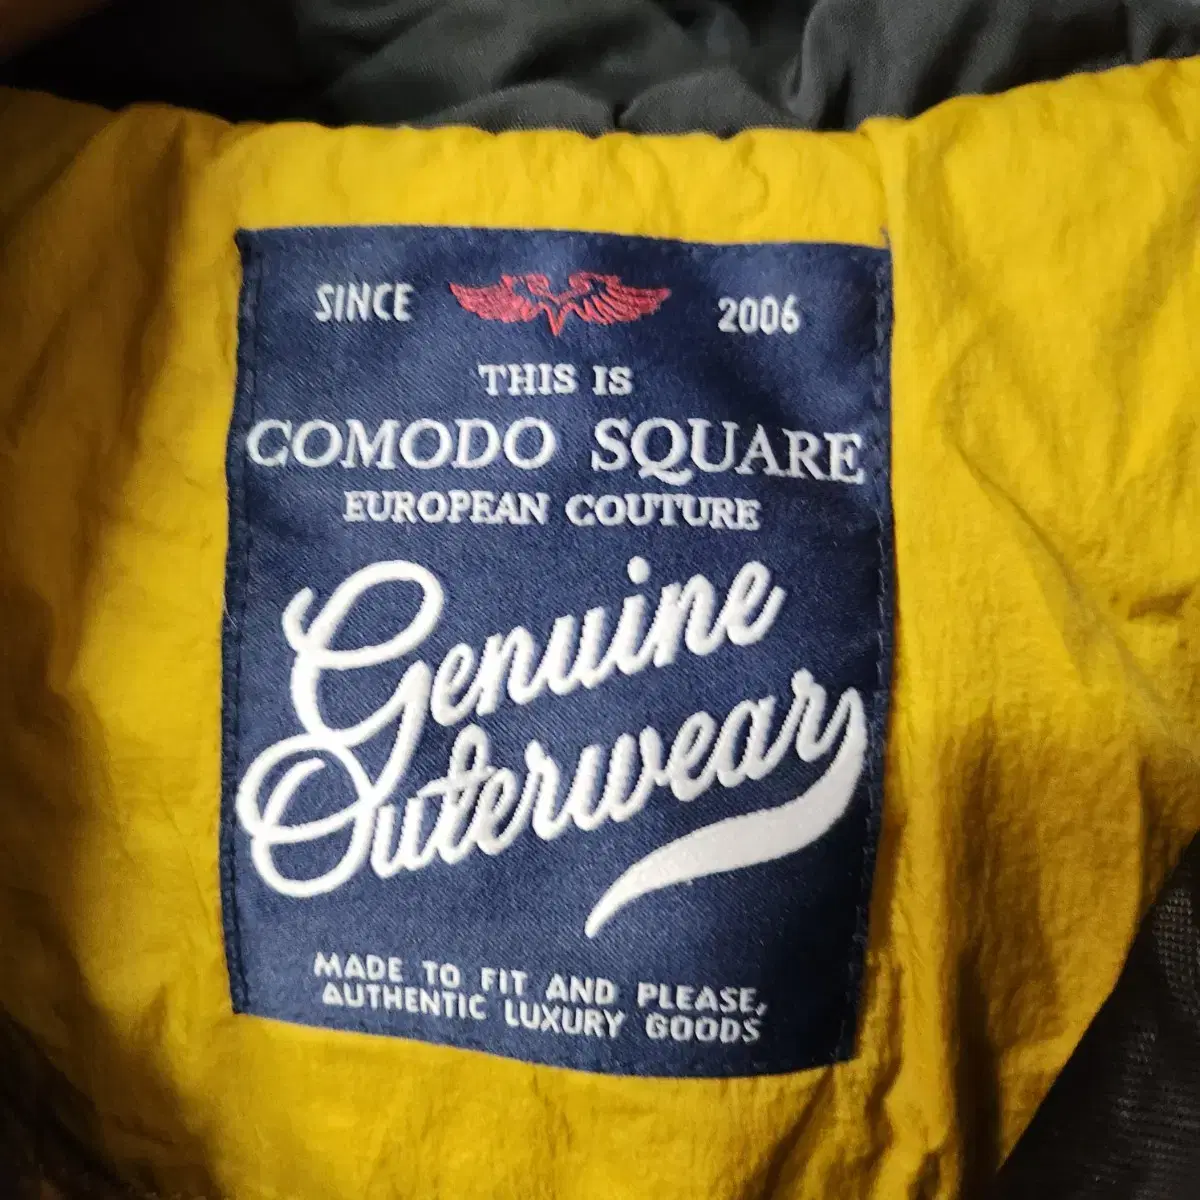 SINCE 2006
THIS IS
COMODO SQUARE
EUROPEAN COUTURE
Genuine
Outerwear
MADE TO FIT AND PLEASE,
AUTHENTIC LUXURY GOODS